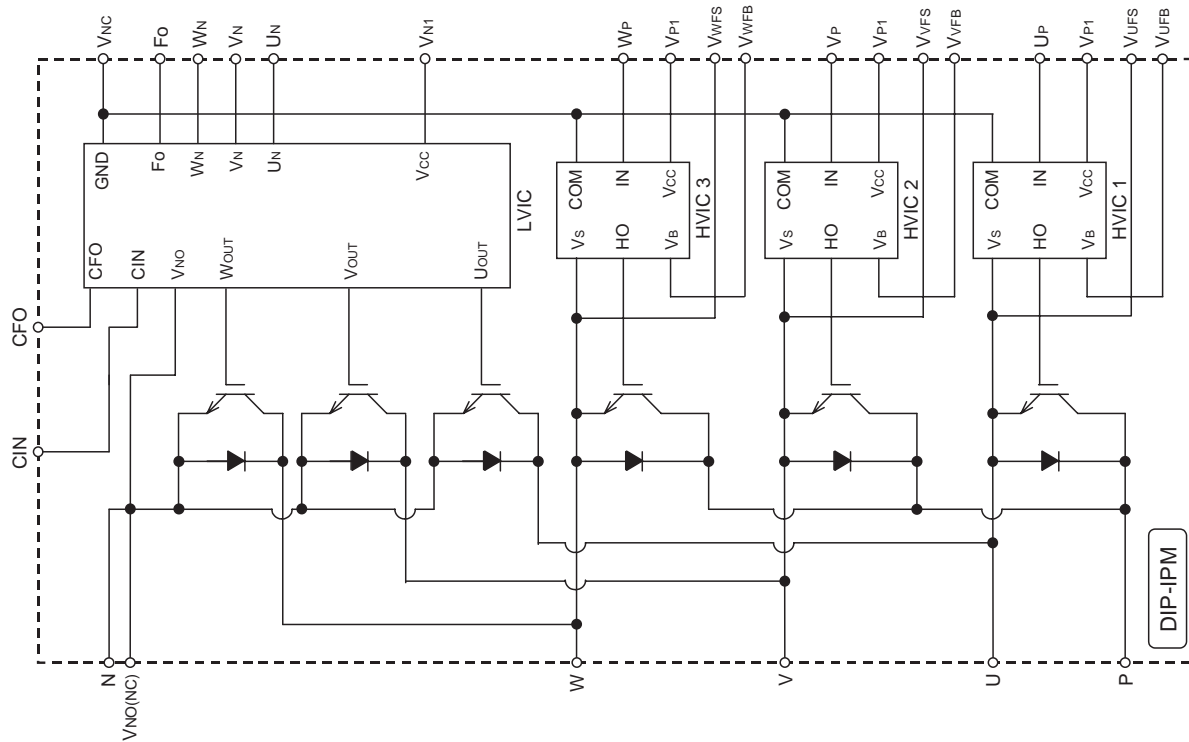 DIP-IPM
P
U
V
W
VNO(NC)
N
CIN
CFO
HVIC 1
VB
HO
VS
VCC
IN
COM
HVIC 2
VB
HO
VS
VCC
IN
COM
HVIC 3
VB
HO
VS
VCC
IN
COM
LVIC
UOUT
VOUT
WOUT
VNO
CIN
CFO
VCC
UN
VN
WN
Fo
GND
VUFB
VUFS
VP1
UP
VVFB
VVFS
VP1
VP
VWFB
VWFS
VP1
WP
VN1
UN
VN
WN
Fo
VNC